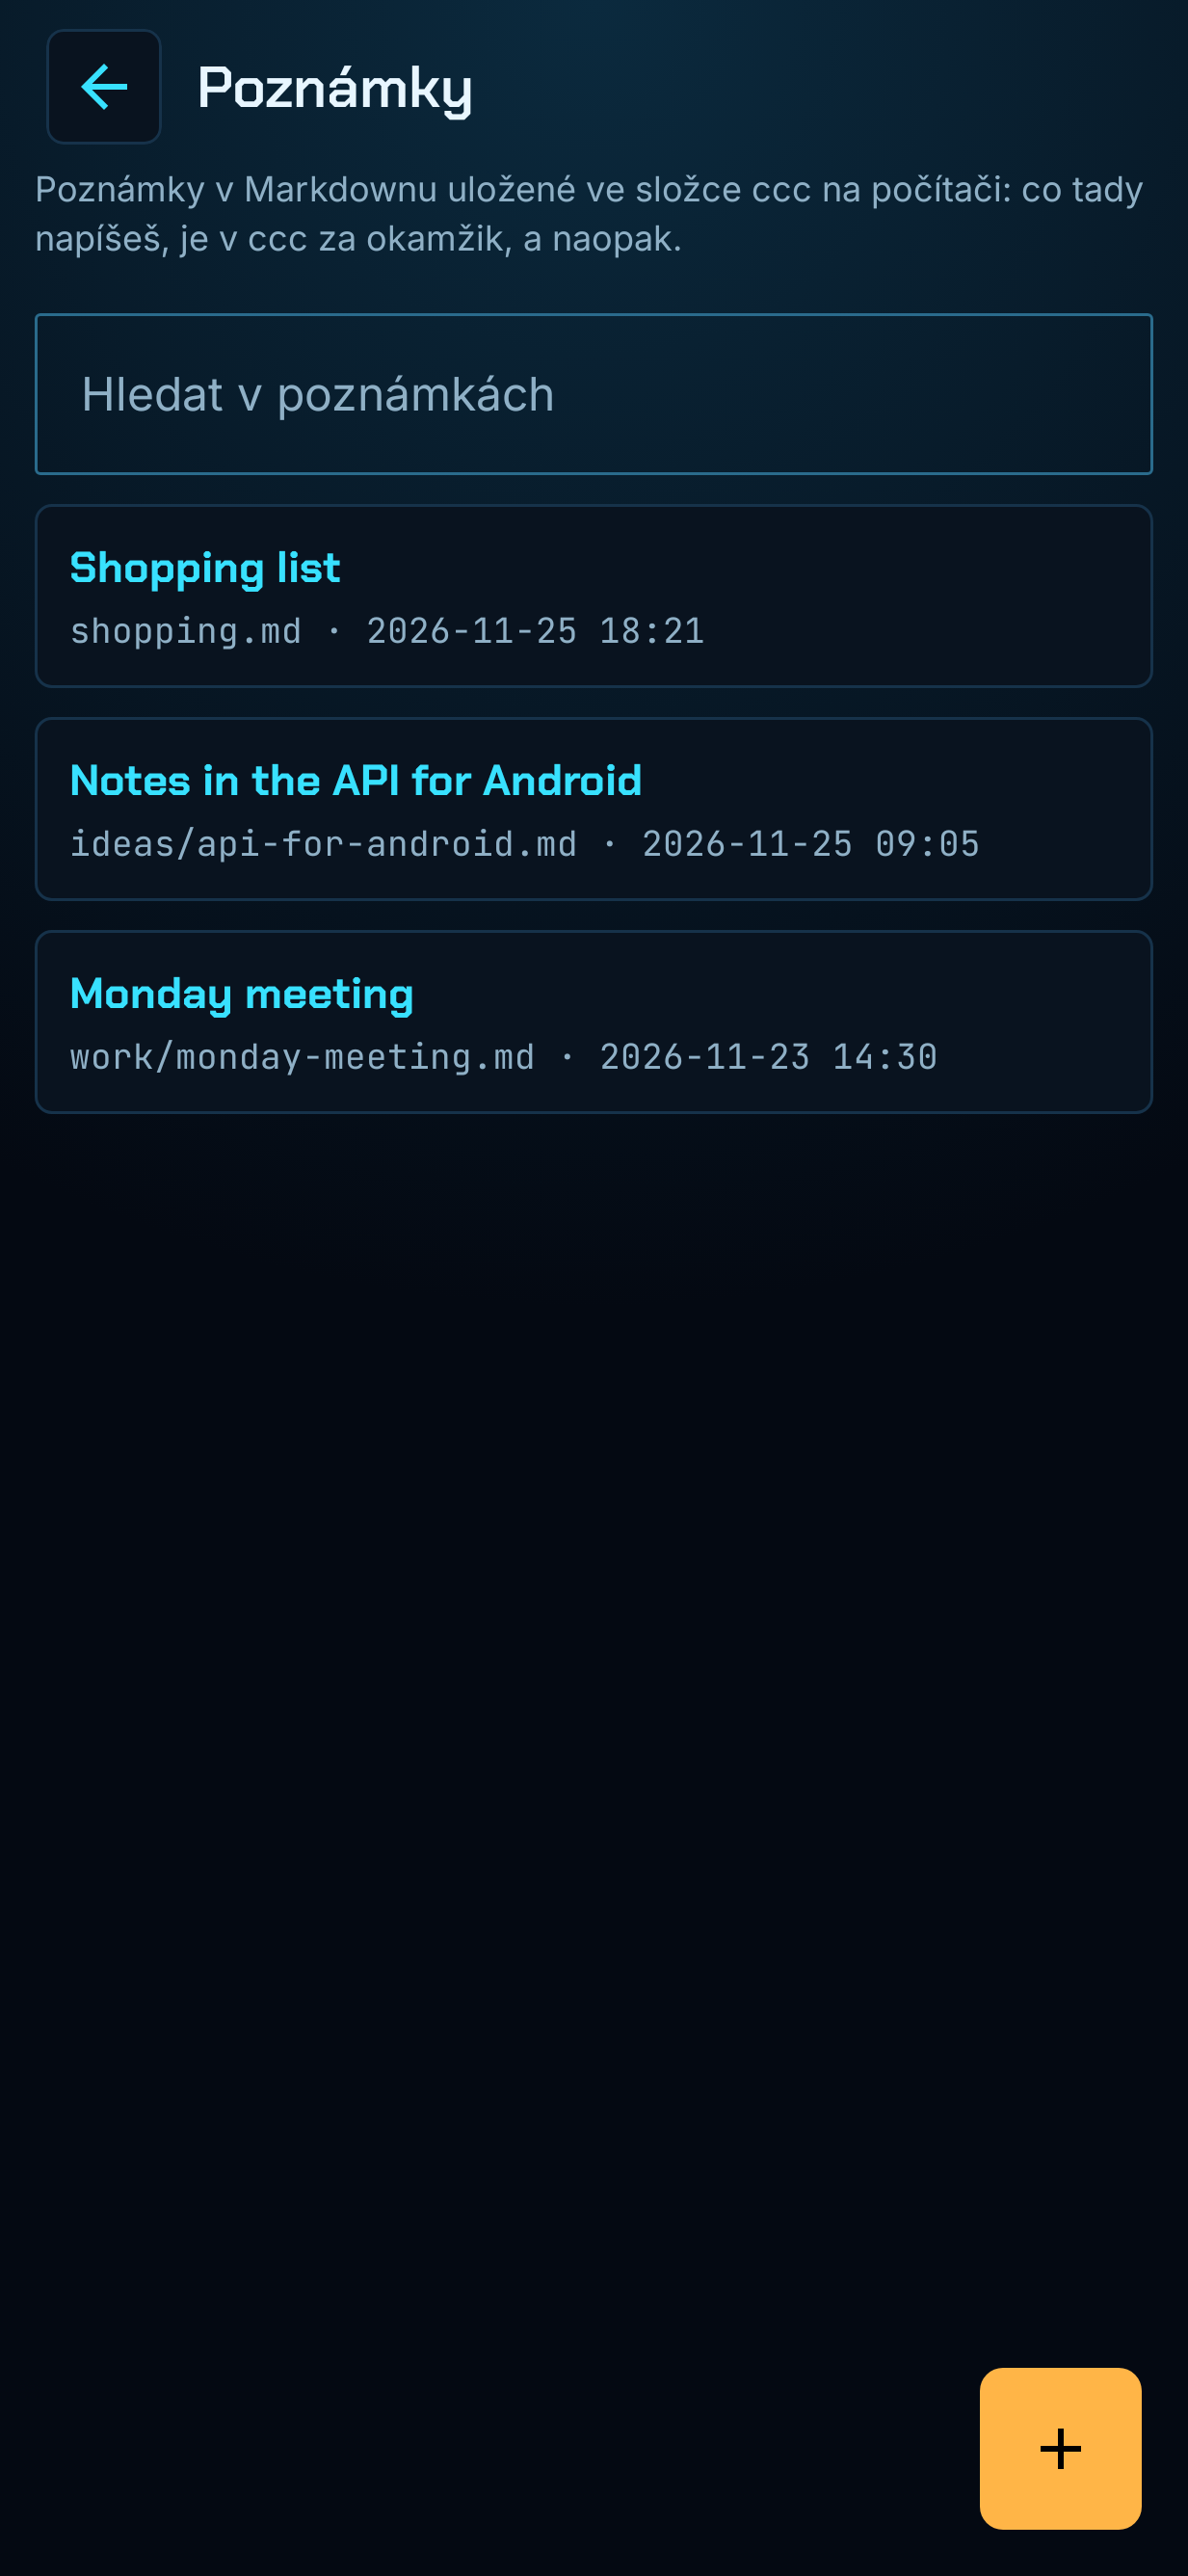 Poznámky
Poznámky v Markdownu uložené ve složce ccc na počítači: co tady
napíšeš, je v ccc za okamžik, a naopak.
Hledat v poznámkách
Shopping list
shopping.md · 2026-11-25 18:21
Notes in the API for Android
ideas/api-for-android.md · 2026-11-25 09:05
Monday meeting
work/monday-meeting.md · 2026-11-23 14:30